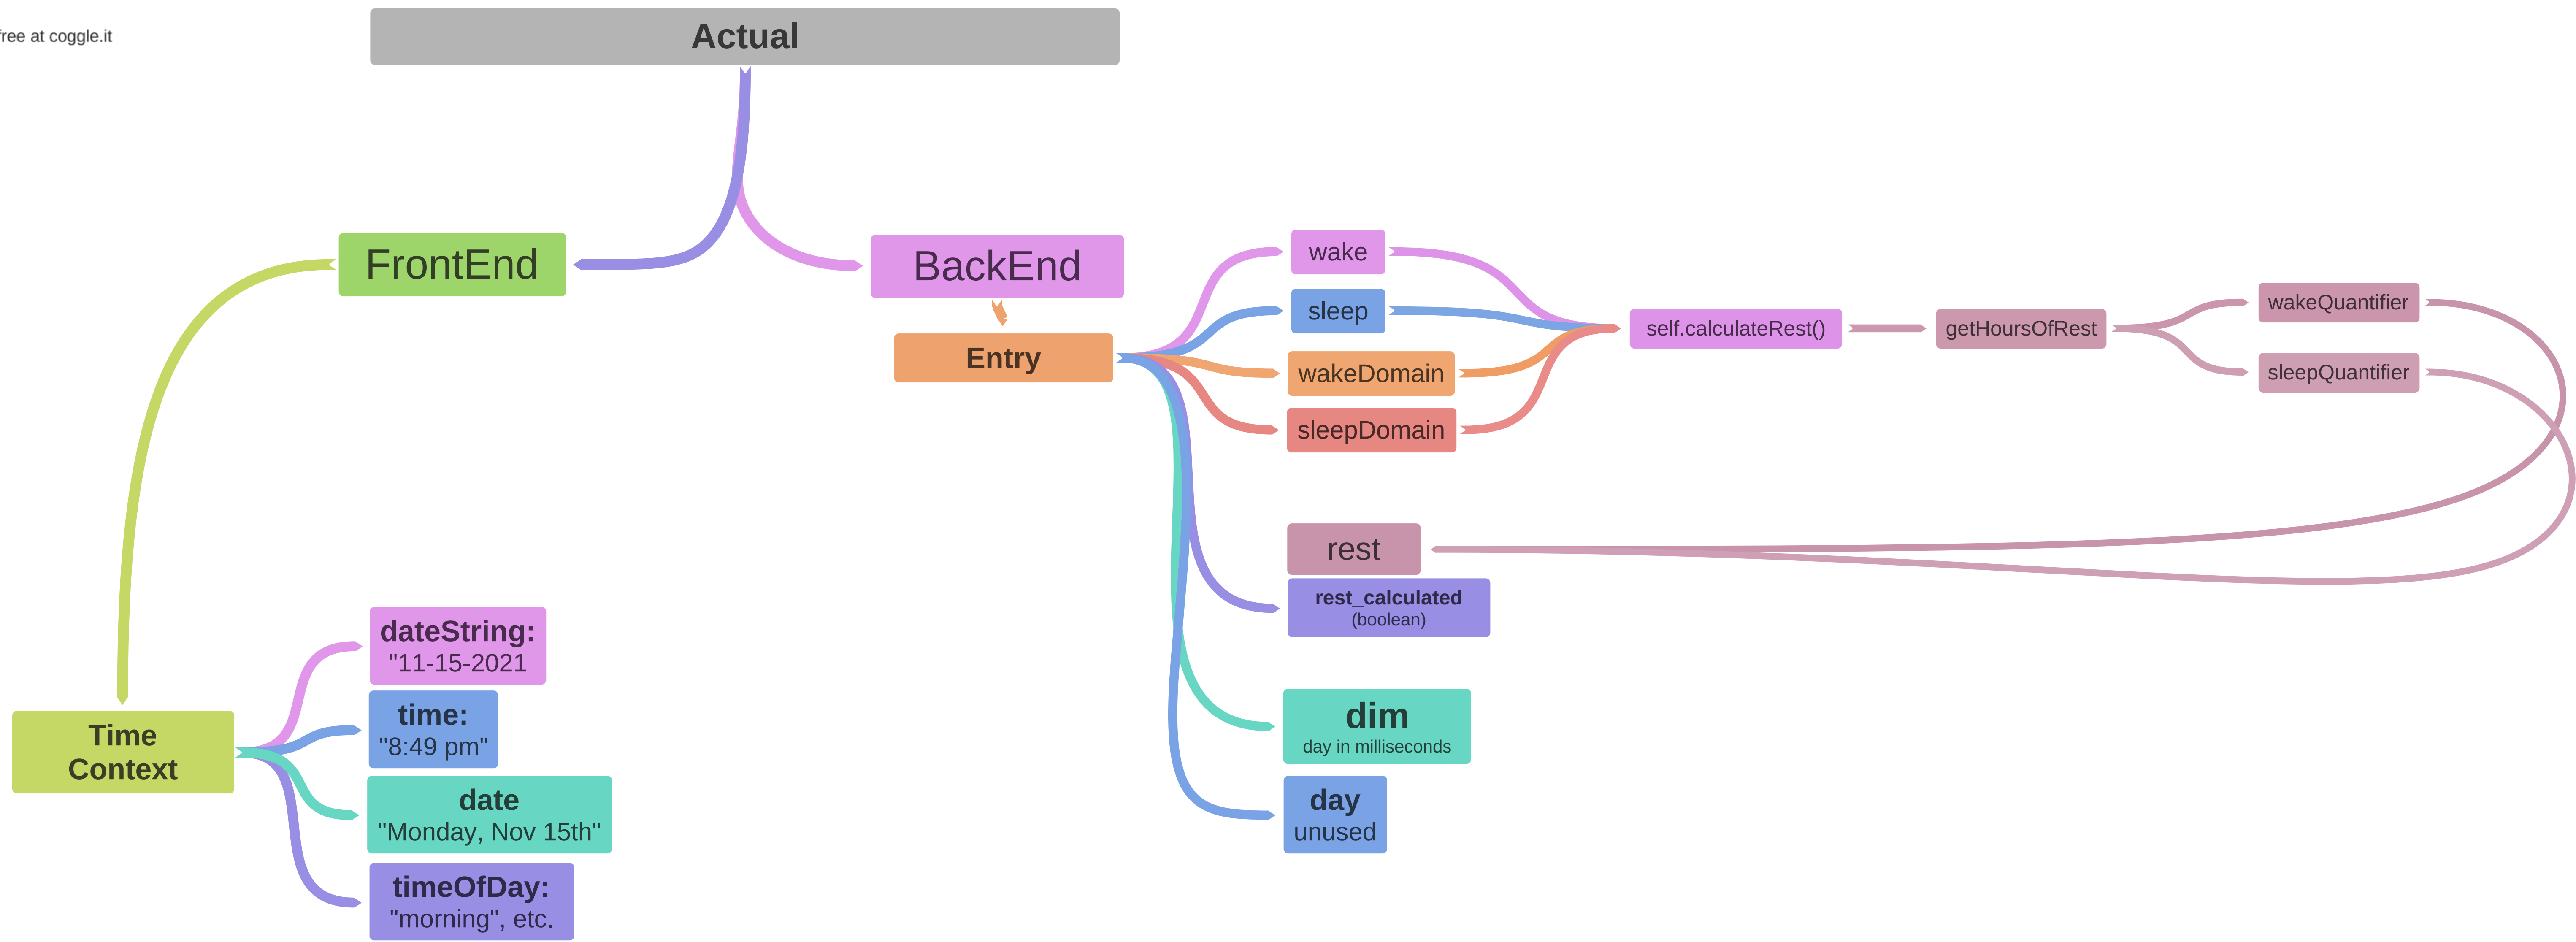 free at coggle.it
Actual
FrontEnd
BackEnd
Entry
wake
sleep
wakeDomain
sleepDomain
self.calculateRest()
getHoursOfRest
wakeQuantifier
sleepQuantifier
rest
rest_calculated
(boolean)
dim
day in milliseconds
day
unused
Time
Context
dateString:
"11-15-2021
time:
"8:49 pm"
date
"Monday, Nov 15th"
timeOfDay:
"morning", etc.